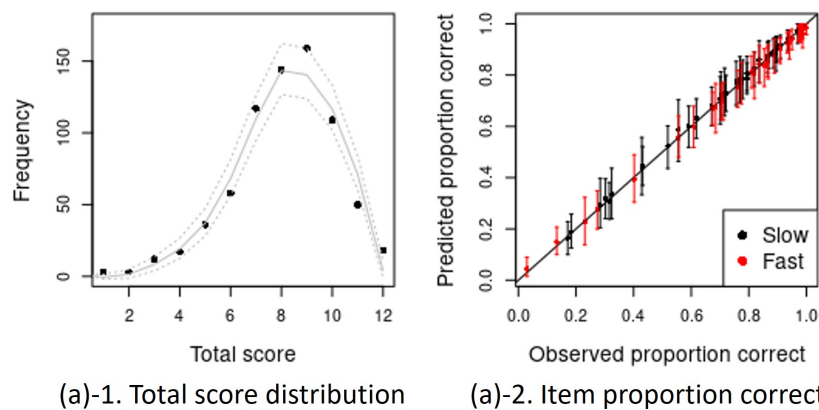 150
100
50
0
Frequency
2 4 6 8 10 12
Total score
(a)-1. Total score distribution
1.0
0.8
0.6
0.4
0.2
0.0
Predicted proportion correct
Slow
Fast
0.0 0.2 0.4 0.6 0.8 1.0
Observed proportion correct
(a)-2. Item proportion correct